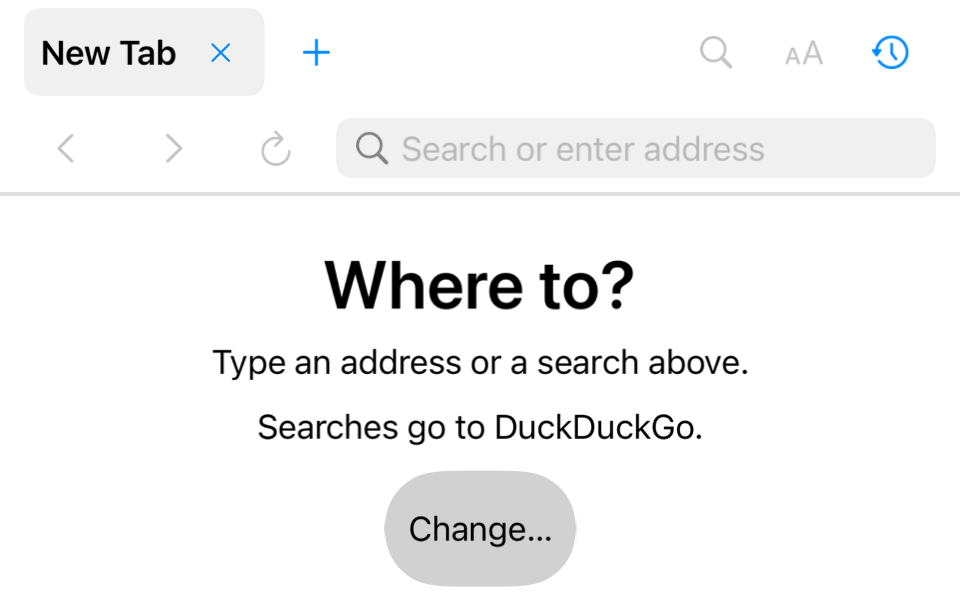 New Tab
AA
Search or enter address
Where to?
Type an address or a search above.
Searches go to DuckDuckGo.
Change...